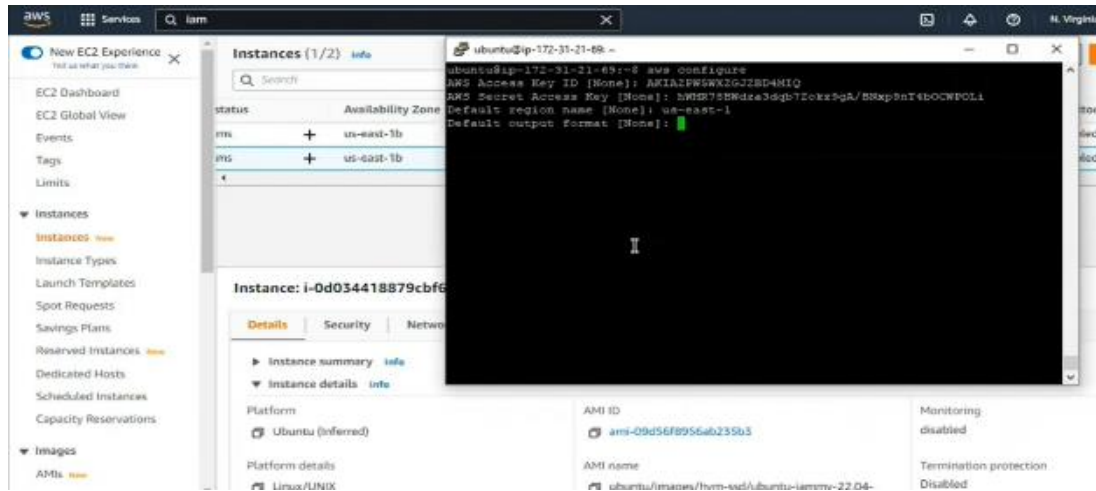 aws
Services
iam
N. Virginia
New EC2 Experience
Tell us what you think
EC2 Dashboard
EC2 Global View
Events
Tags
Limits
Instances
Instances New
Instance Types
Launch Templates
Spot Requests
Savings Plans
Reserved Instances New
Dedicated Hosts
Scheduled Instances
Capacity Reservations
Images
AMIs New
Instances (1/2) Info
Search
status Availability Zone
us-east-1b
us-east-1b
ubuntu@ip-172-31-21-69: ~
ubuntu@ip-172-31-21-69:~$ aws configure
AWS Access Key ID [None]:
AWS Secret Access Key [None]:
Default region name [None]: us-east-1
Default output format [None]:
Instance: i-0d034418879cbf6
Details Security Netwo
Instance summary Info
Instance details Info
Platform
Ubuntu (Inferred)
AMI ID
ami-09d56f8956ab235b3
Monitoring
disabled
Platform details
Linux/UNIX
AMI name
ubuntu/images/hvm-ssd/ubuntu-jammy-22.04-
Termination protection
Disabled